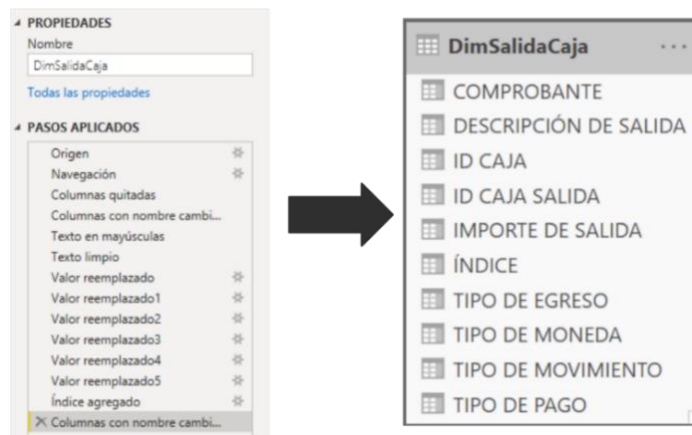 PROPIEDADES
Nombre
DimSalidaCaja
Todas las propiedades
PASOS APLICADOS
Origen
Navegación
Columnas quitadas
Columnas con nombre cambi...
Texto en mayúsculas
Texto limpio
Valor reemplazado
Valor reemplazado1
Valor reemplazado2
Valor reemplazado3
Valor reemplazado4
Valor reemplazado5
Índice agregado
Columnas con nombre cambi...
DimSalidaCaja
COMPROBANTE
DESCRIPCIÓN DE SALIDA
ID CAJA
ID CAJA SALIDA
IMPORTE DE SALIDA
ÍNDICE
TIPO DE EGRESO
TIPO DE MONEDA
TIPO DE MOVIMIENTO
TIPO DE PAGO